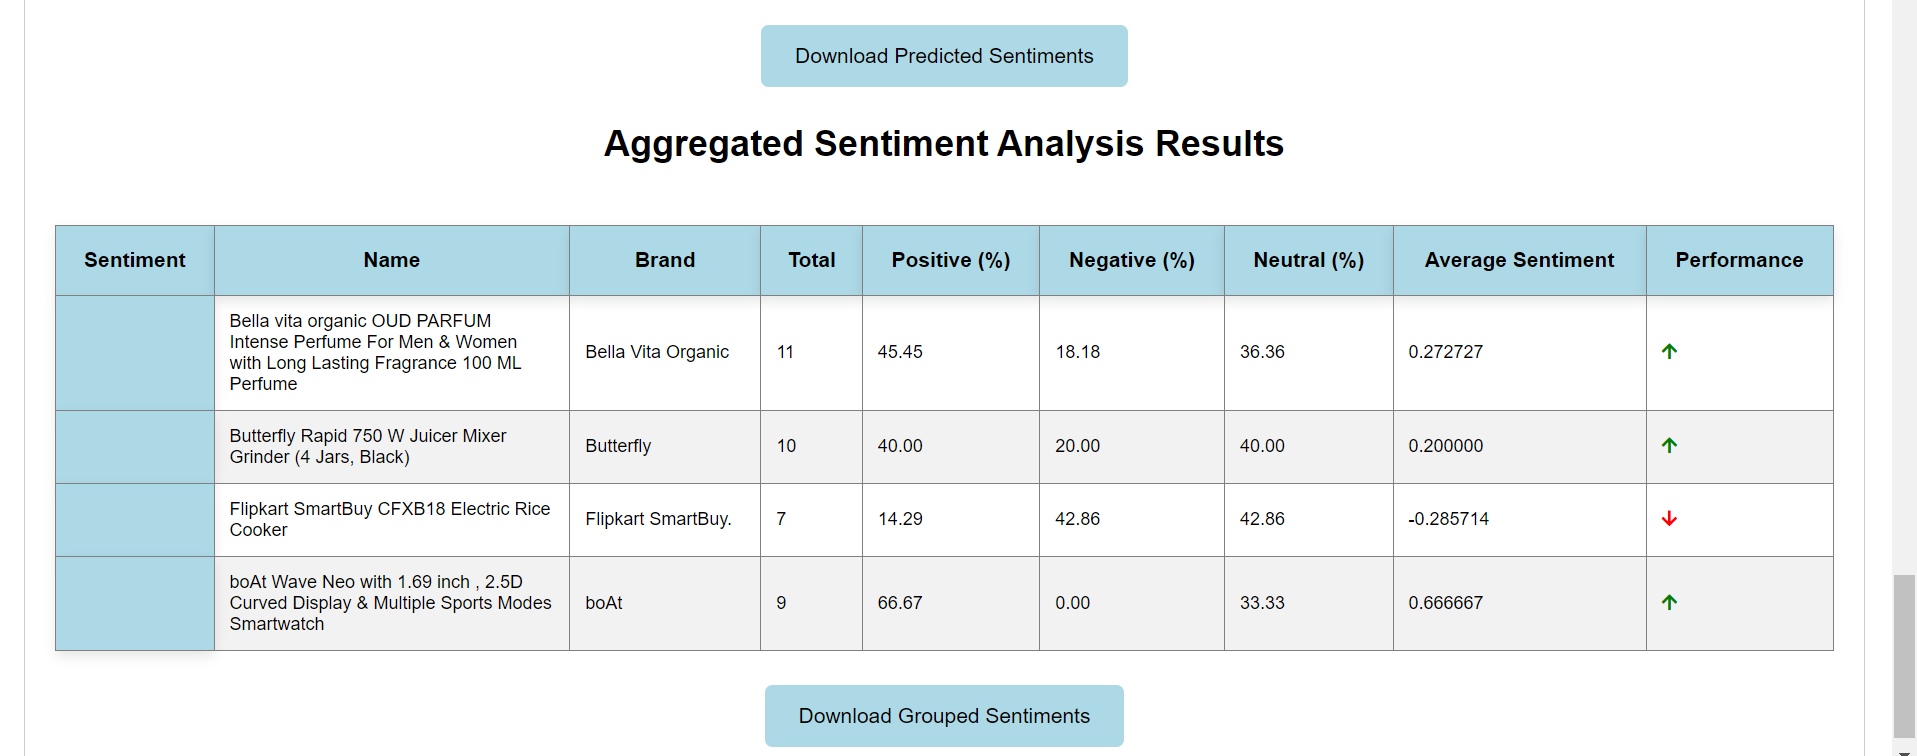 Download Predicted Sentiments
Aggregated Sentiment Analysis Results
Sentiment Name Brand Total Positive (%) Negative (%) Neutral (%) Average Sentiment Performance
Bella vita organic OUD PARFUM
Intense Perfume For Men & Women
with Long Lasting Fragrance 100 ML
Perfume
Bella Vita Organic 11 45.45 18.18 36.36 0.272727 ↑
Butterfly Rapid 750 W Juicer Mixer
Grinder (4 Jars, Black)
Butterfly 10 40.00 20.00 40.00 0.200000 ↑
Flipkart SmartBuy CFXB18 Electric Rice
Cooker
Flipkart SmartBuy. 7 14.29 42.86 42.86 -0.285714 ↓
boAt Wave Neo with 1.69 inch , 2.5D
Curved Display & Multiple Sports Modes
Smartwatch
boAt 9 66.67 0.00 33.33 0.666667 ↑
Download Grouped Sentiments